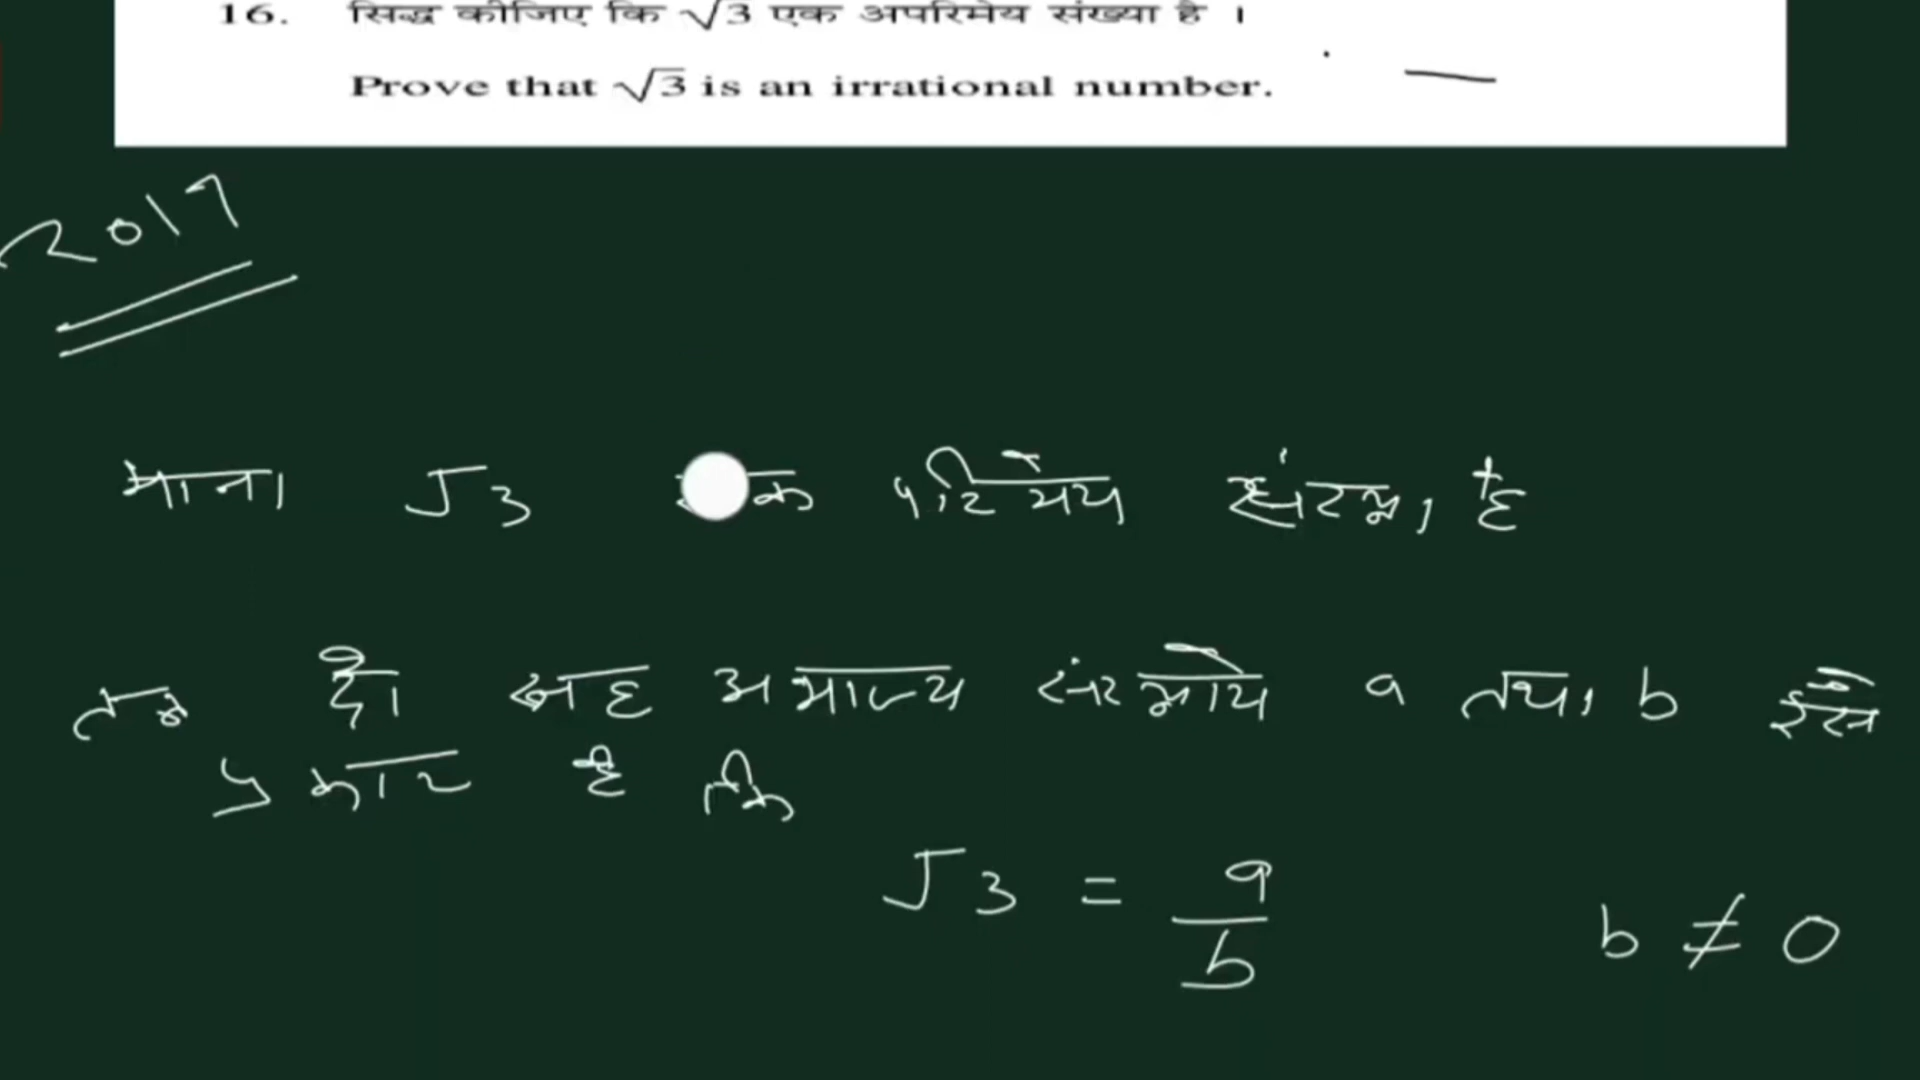 16. सिद्ध कीजिए कि √3 एक अपरिमेय संख्या है ।
Prove that √3 is an irrational number.
2017
माना √3 एक परिमेय संख्या है
तब दो सह अभाज्य संख्याये a तथा b इस
प्रकार है कि
√3 = a/b b ≠ 0